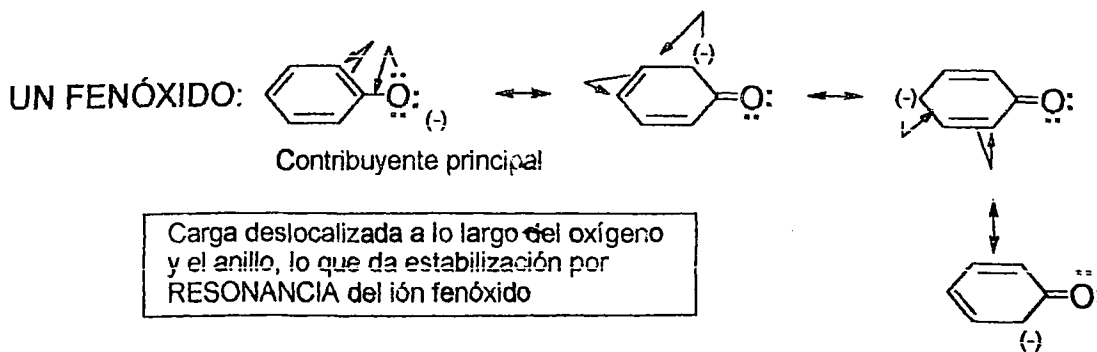 UN FENÓXIDO:
Ö: (-)
(-) =Ö:
(-) =Ö:
Contribuyente principal
Carga deslocalizada a lo largo del oxígeno
y el anillo, lo que da estabilización por
RESONANCIA del ión fenóxido
=Ö
(-)